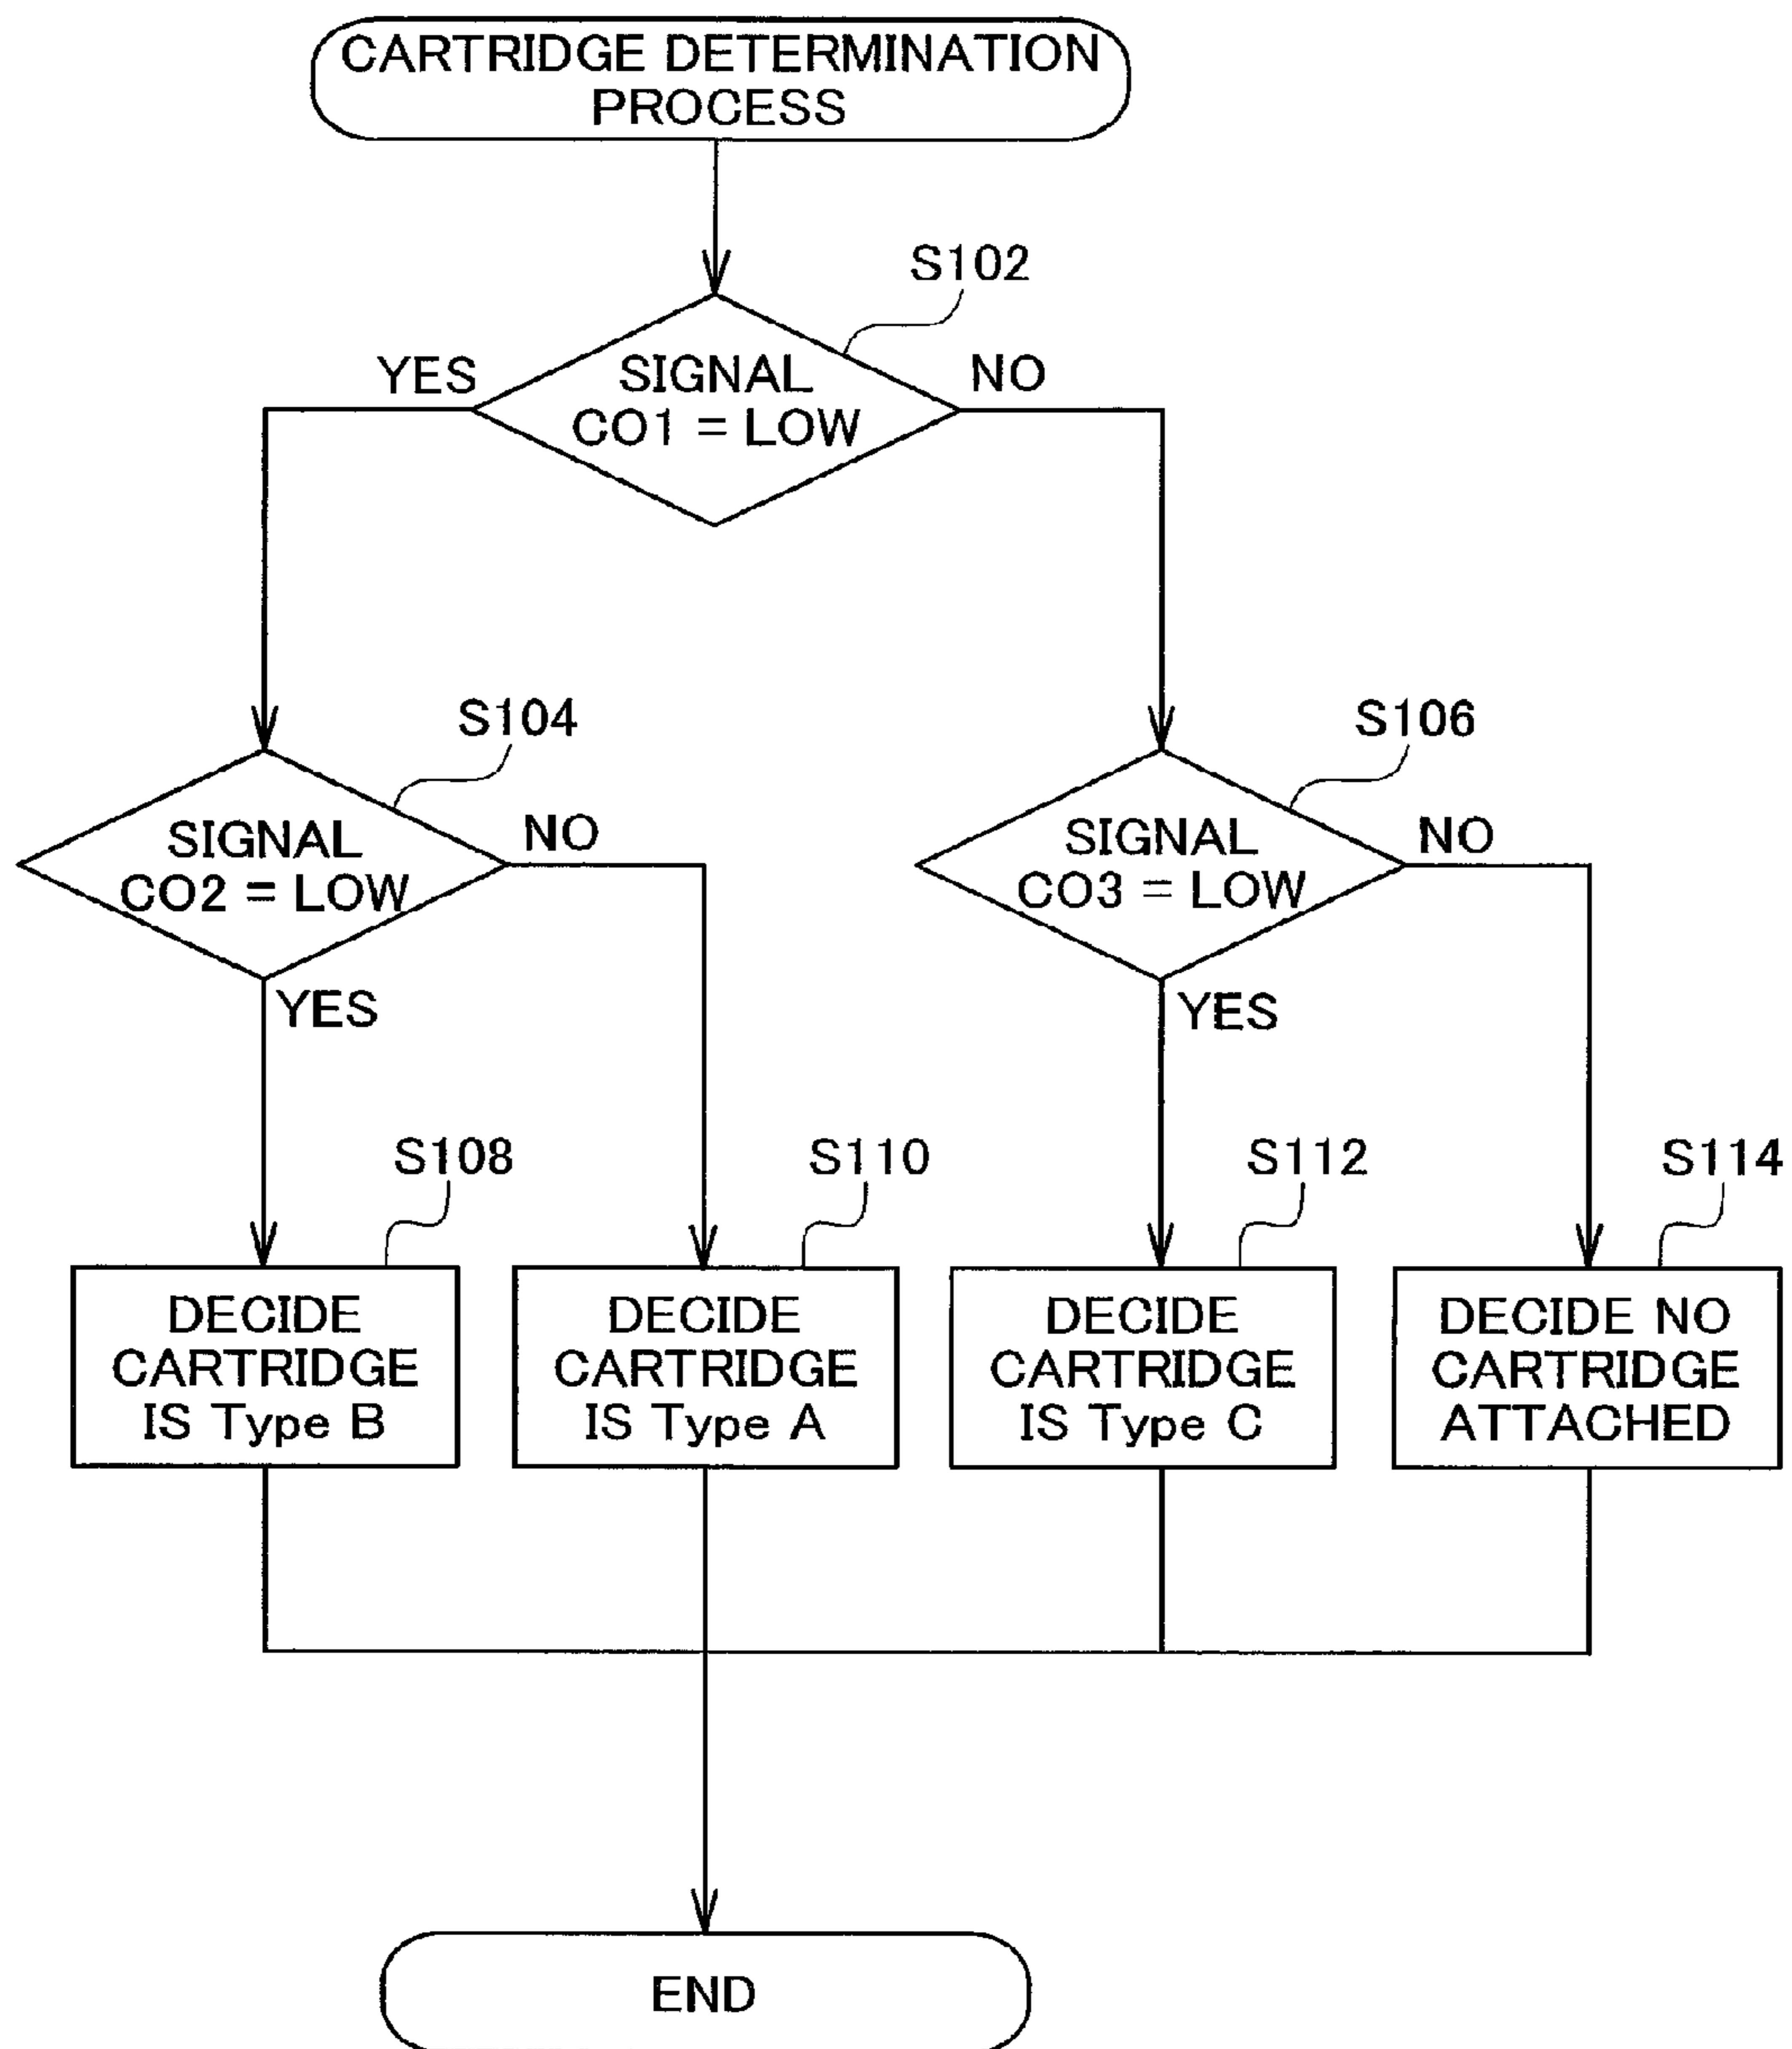 CARTRIDGE DETERMINATION
PROCESS
S102
YES
SIGNAL
CO1 = LOW
NO
S104
SIGNAL
CO2 = LOW
NO
YES
S106
SIGNAL
CO3 = LOW
NO
YES
S108
DECIDE
CARTRIDGE
IS Type B
S110
DECIDE
CARTRIDGE
IS Type A
S112
DECIDE
CARTRIDGE
IS Type C
S114
DECIDE NO
CARTRIDGE
ATTACHED
END